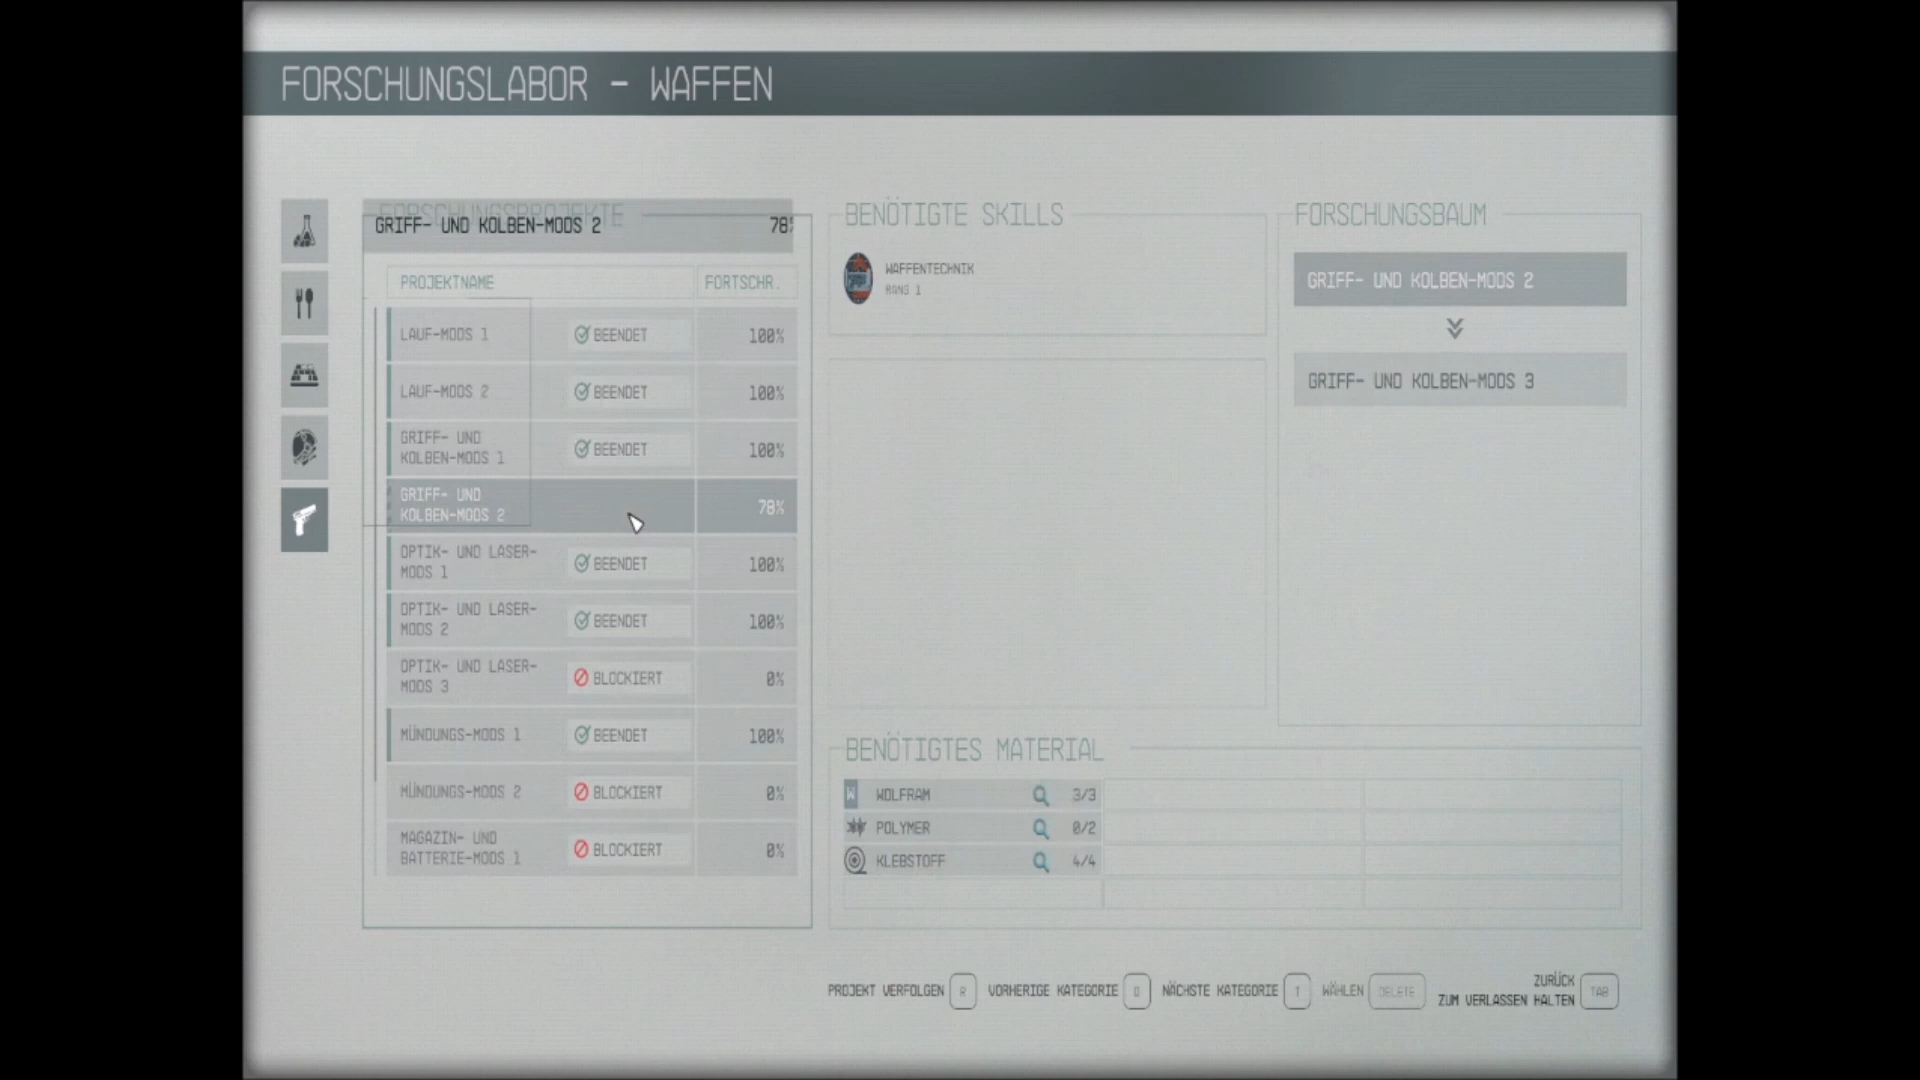 FORSCHUNGSLABOR - WAFFEN
FORSCHUNGSPROJEKTE
GRIFF- UND KOLBEN-MODS 2 78%
PROJEKTNAME FORTSCHR.
LAUF-MODS 1 BEENDET 100%
LAUF-MODS 2 BEENDET 100%
GRIFF- UND
KOLBEN-MODS 1 BEENDET 100%
GRIFF- UND
KOLBEN-MODS 2 78%
OPTIK- UND LASER-
MODS 1 BEENDET 100%
OPTIK- UND LASER-
MODS 2 BEENDET 100%
OPTIK- UND LASER-
MODS 3 BLOCKIERT 0%
MÜNDUNGS-MODS 1 BEENDET 100%
MÜNDUNGS-MODS 2 BLOCKIERT 0%
MAGAZIN- UND
BATTERIE-MODS 1 BLOCKIERT 0%
BENÖTIGTE SKILLS
WAFFENTECHNIK
RANG 1
FORSCHUNGSBAUM
GRIFF- UND KOLBEN-MODS 2
GRIFF- UND KOLBEN-MODS 3
BENÖTIGTES MATERIAL
W WOLFRAM 3/3
POLYMER 0/2
KLEBSTOFF 4/4
PROJEKT VERFOLGEN R VORHERIGE KATEGORIE Q NÄCHSTE KATEGORIE T WÄHLEN DELETE
ZURÜCK
ZUM VERLASSEN HALTEN TAB